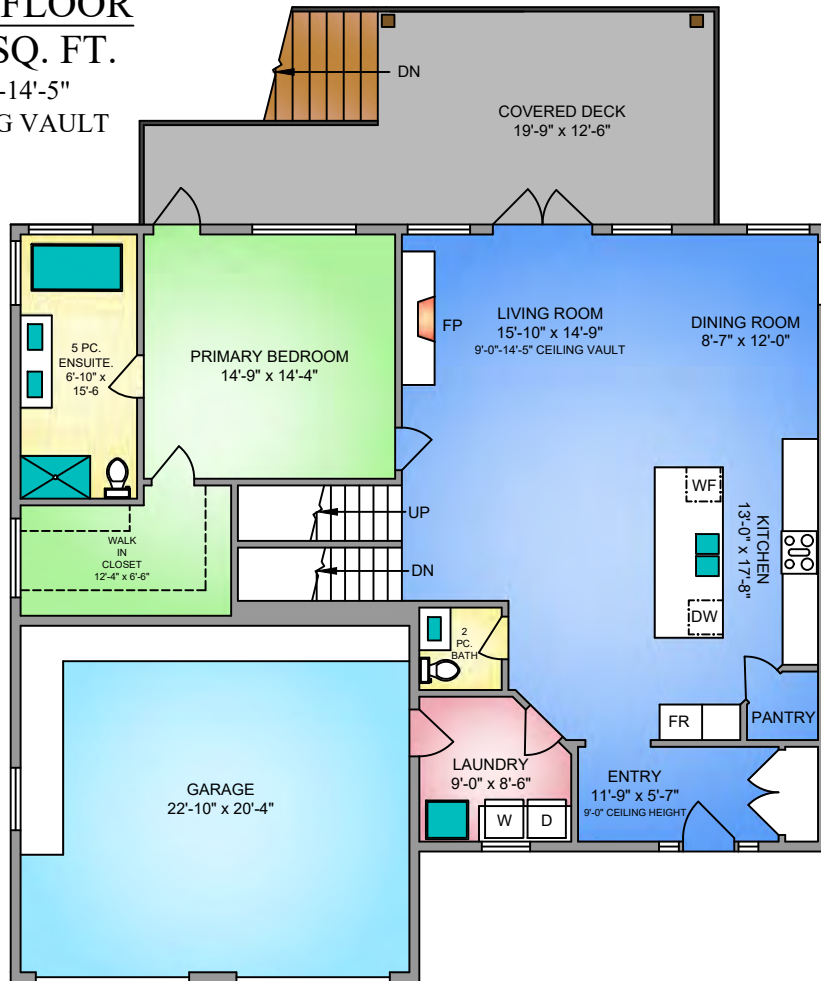 FLOOR
SQ. FT.
-14'-5"
G VAULT
DN
COVERED DECK
19'-9" x 12'-6"
5 PC.
ENSUITE.
6'-10" x
15'-6
PRIMARY BEDROOM
14'-9" x 14'-4"
FP
LIVING ROOM
15'-10" x 14'-9"
9'-0"-14'-5" CEILING VAULT
DINING ROOM
8'-7" x 12'-0"
WALK
IN
CLOSET
12'-4" x 6'-6"
UP
DN
WF
KITCHEN
13'-0" x 17'-8"
DW
2
PC.
BATH
FR
PANTRY
LAUNDRY
9'-0" x 8'-6"
W
D
ENTRY
11'-9" x 5'-7"
9'-0" CEILING HEIGHT
GARAGE
22'-10" x 20'-4"